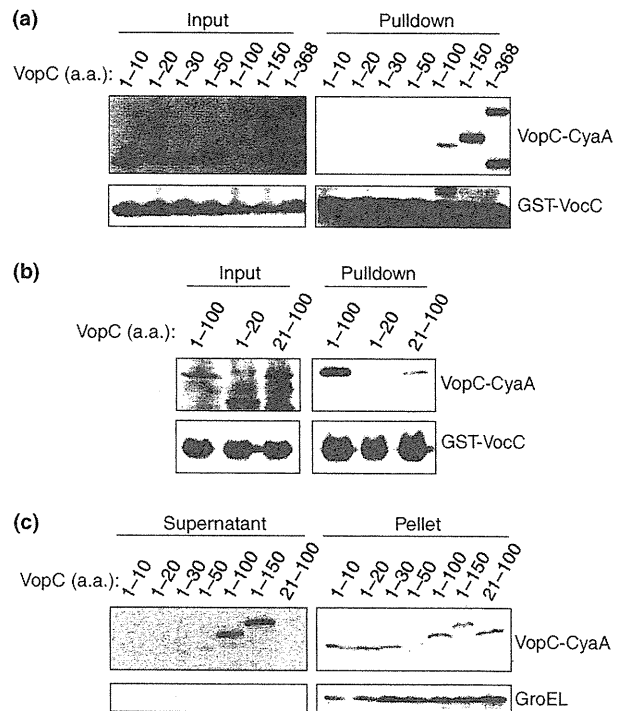 (a)
Input Pulldown
VopC (a.a.): 1–10 1–20 1–30 1–50 1–100 1–150 1–368 1–10 1–20 1–30 1–50 1–100 1–150 1–368
VopC-CyaA
GST-VocC
(b)
Input Pulldown
VopC (a.a.): 1–100 1–20 21–100 1–100 1–20 21–100
VopC-CyaA
GST-VocC
(c)
Supernatant Pellet
VopC (a.a.): 1–10 1–20 1–30 1–50 1–100 1–150 21–100 1–10 1–20 1–30 1–50 1–100 1–150 21–100
VopC-CyaA
GroEL